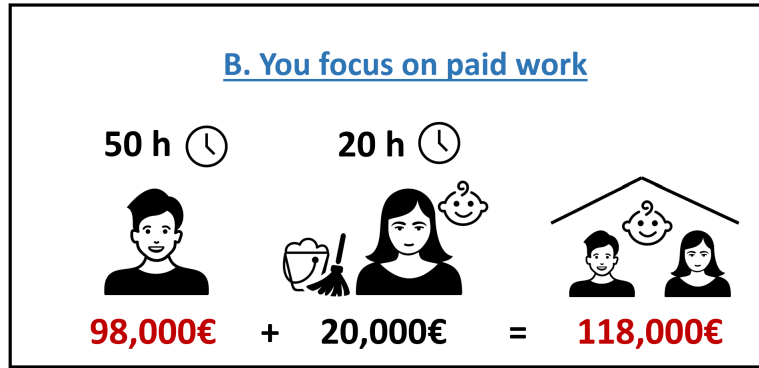 B. You focus on paid work
50 h 20 h
98,000€ + 20,000€ = 118,000€